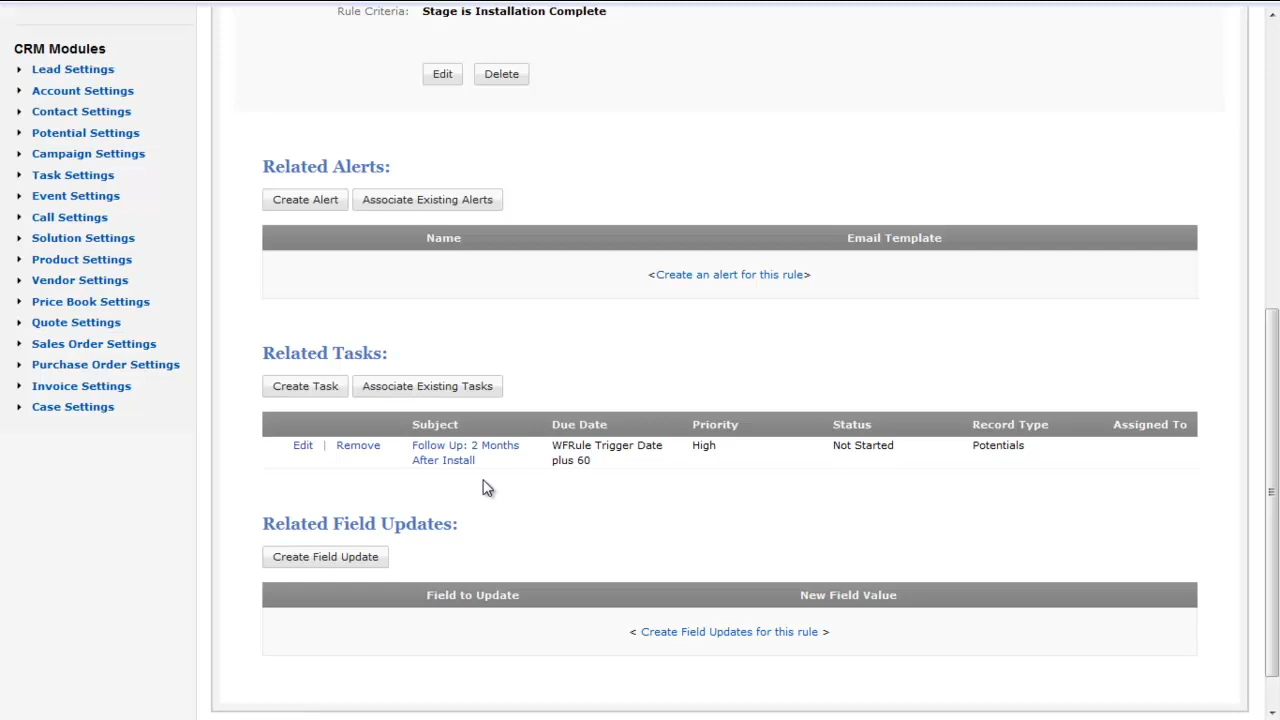 Rule Criteria: Stage is Installation Complete
Edit Delete
CRM Modules
Lead Settings
Account Settings
Contact Settings
Potential Settings
Campaign Settings
Task Settings
Event Settings
Call Settings
Solution Settings
Product Settings
Vendor Settings
Price Book Settings
Quote Settings
Sales Order Settings
Purchase Order Settings
Invoice Settings
Case Settings
Related Alerts:
Create Alert Associate Existing Alerts
Name Email Template
<Create an alert for this rule>
Related Tasks:
Create Task Associate Existing Tasks
Subject Due Date Priority Status Record Type Assigned To
Edit | Remove Follow Up: 2 Months WFRule Trigger Date High Not Started Potentials
After Install plus 60
Related Field Updates:
Create Field Update
Field to Update New Field Value
< Create Field Updates for this rule >